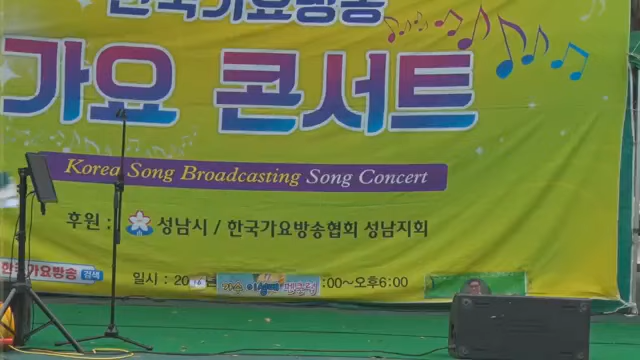 한국가요방송
가요 콘서트
Korea Song Broadcasting Song Concert
후원 : 성남시 / 한국가요방송협회 성남지회
한국가요방송 검색
일시 : 20 :00~오후6:00